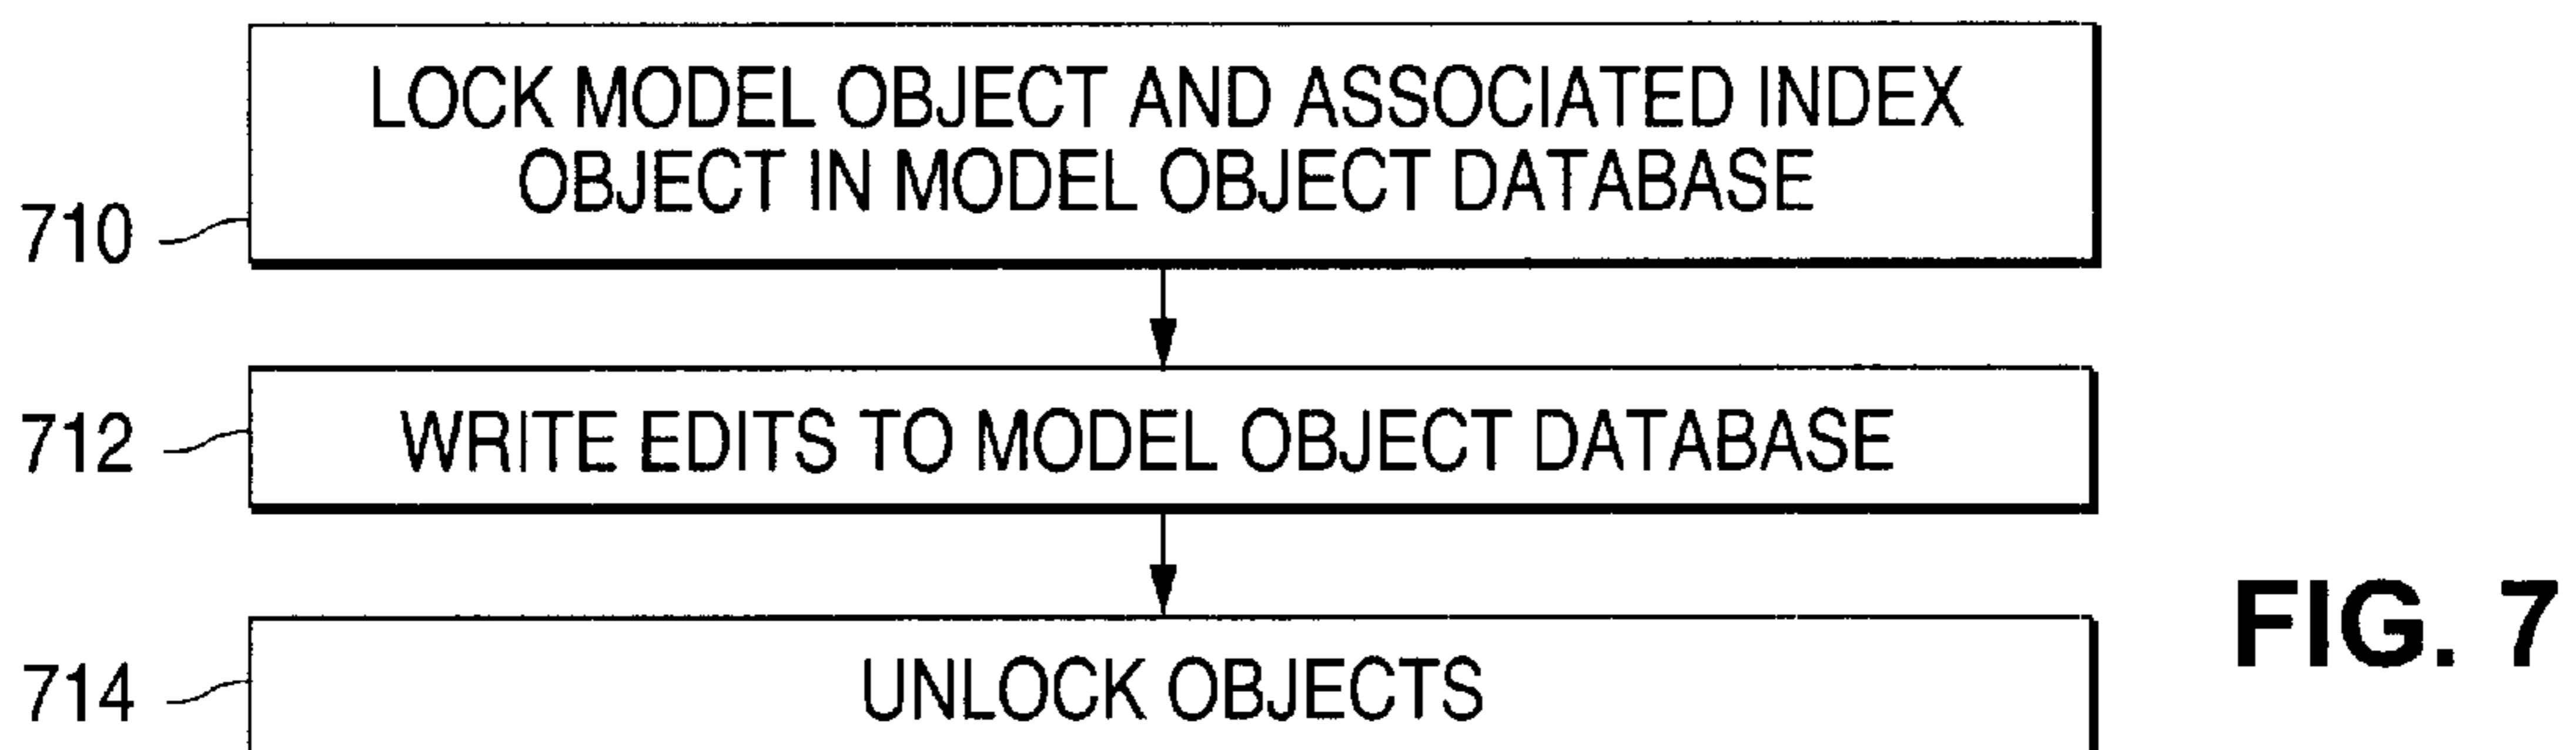 LOCK MODEL OBJECT AND ASSOCIATED INDEX
OBJECT IN MODEL OBJECT DATABASE
710
712
WRITE EDITS TO MODEL OBJECT DATABASE
FIG. 7
714
UNLOCK OBJECTS